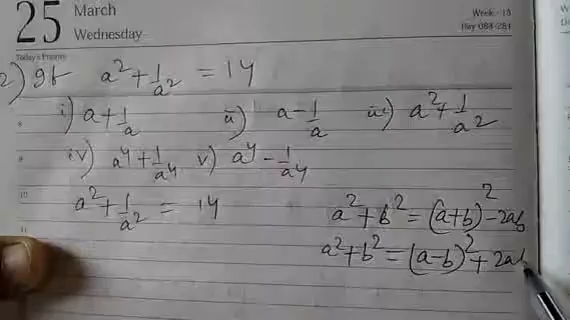 25 March Week - 13
Wednesday Day 085-281
Today's Priority
2) If a² + 1/a² = 14
i) a + 1/a ii) a - 1/a iii) a² + 1/a²
iv) a⁴ + 1/a⁴ v) a⁴ - 1/a⁴
10 a² + 1/a² = 14 a² + b² = (a+b)² - 2ab
11 a² + b² = (a-b)² + 2ab